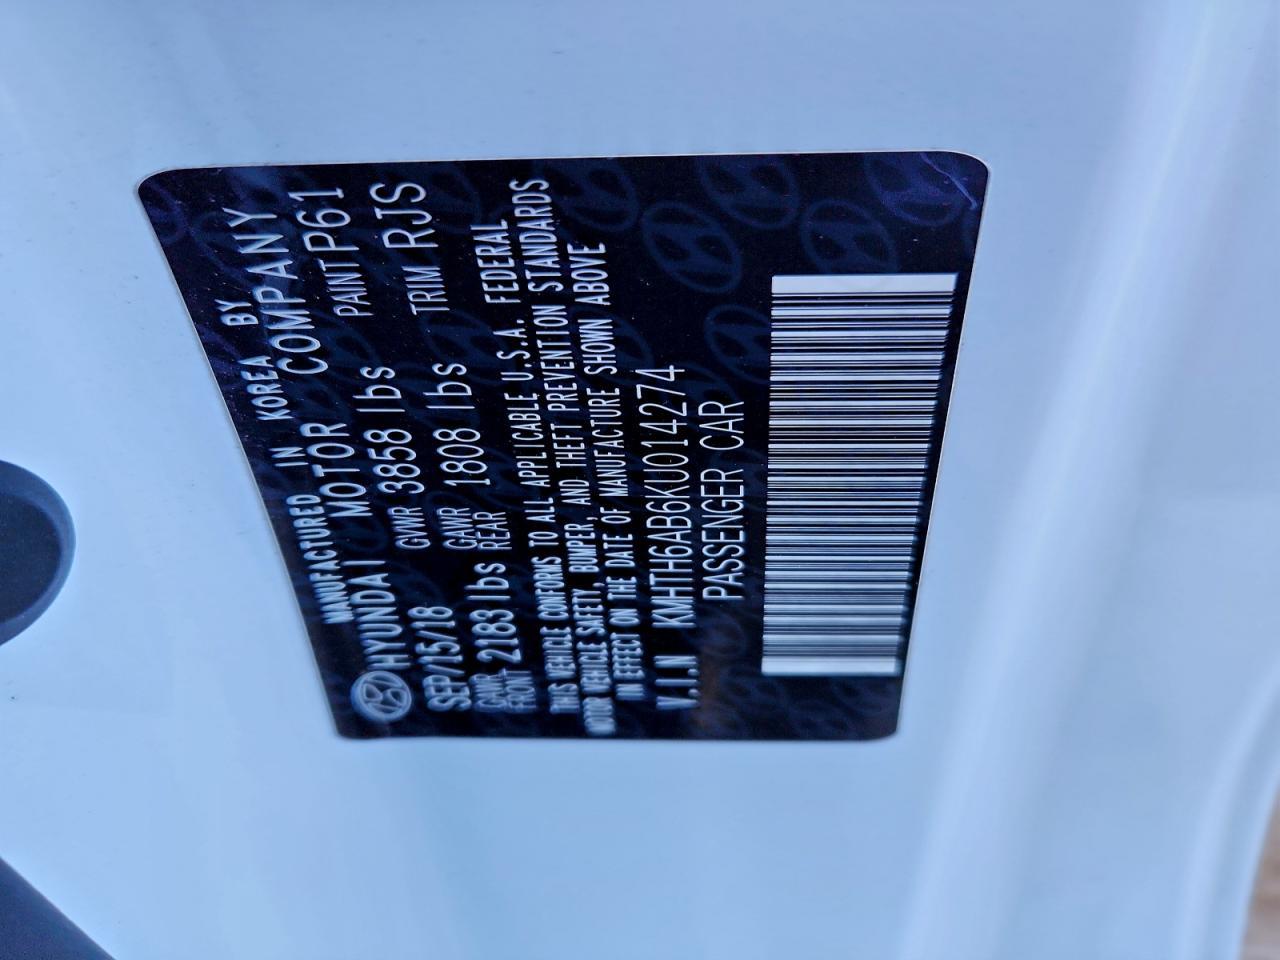 MANUFACTURED IN KOREA BY
HYUNDAI MOTOR COMPANY
SEP/15/18 GVWR 3858 lbs PAINT P61
GAWR FRONT 2183 lbs GAWR REAR 1808 lbs TRIM RJS
THIS VEHICLE CONFORMS TO ALL APPLICABLE U.S.A. FEDERAL
MOTOR VEHICLE SAFETY, BUMPER, AND THEFT PREVENTION STANDARDS
IN EFFECT ON THE DATE OF MANUFACTURE SHOWN ABOVE
V.I.N KMHTH6AB6KU014274
PASSENGER CAR